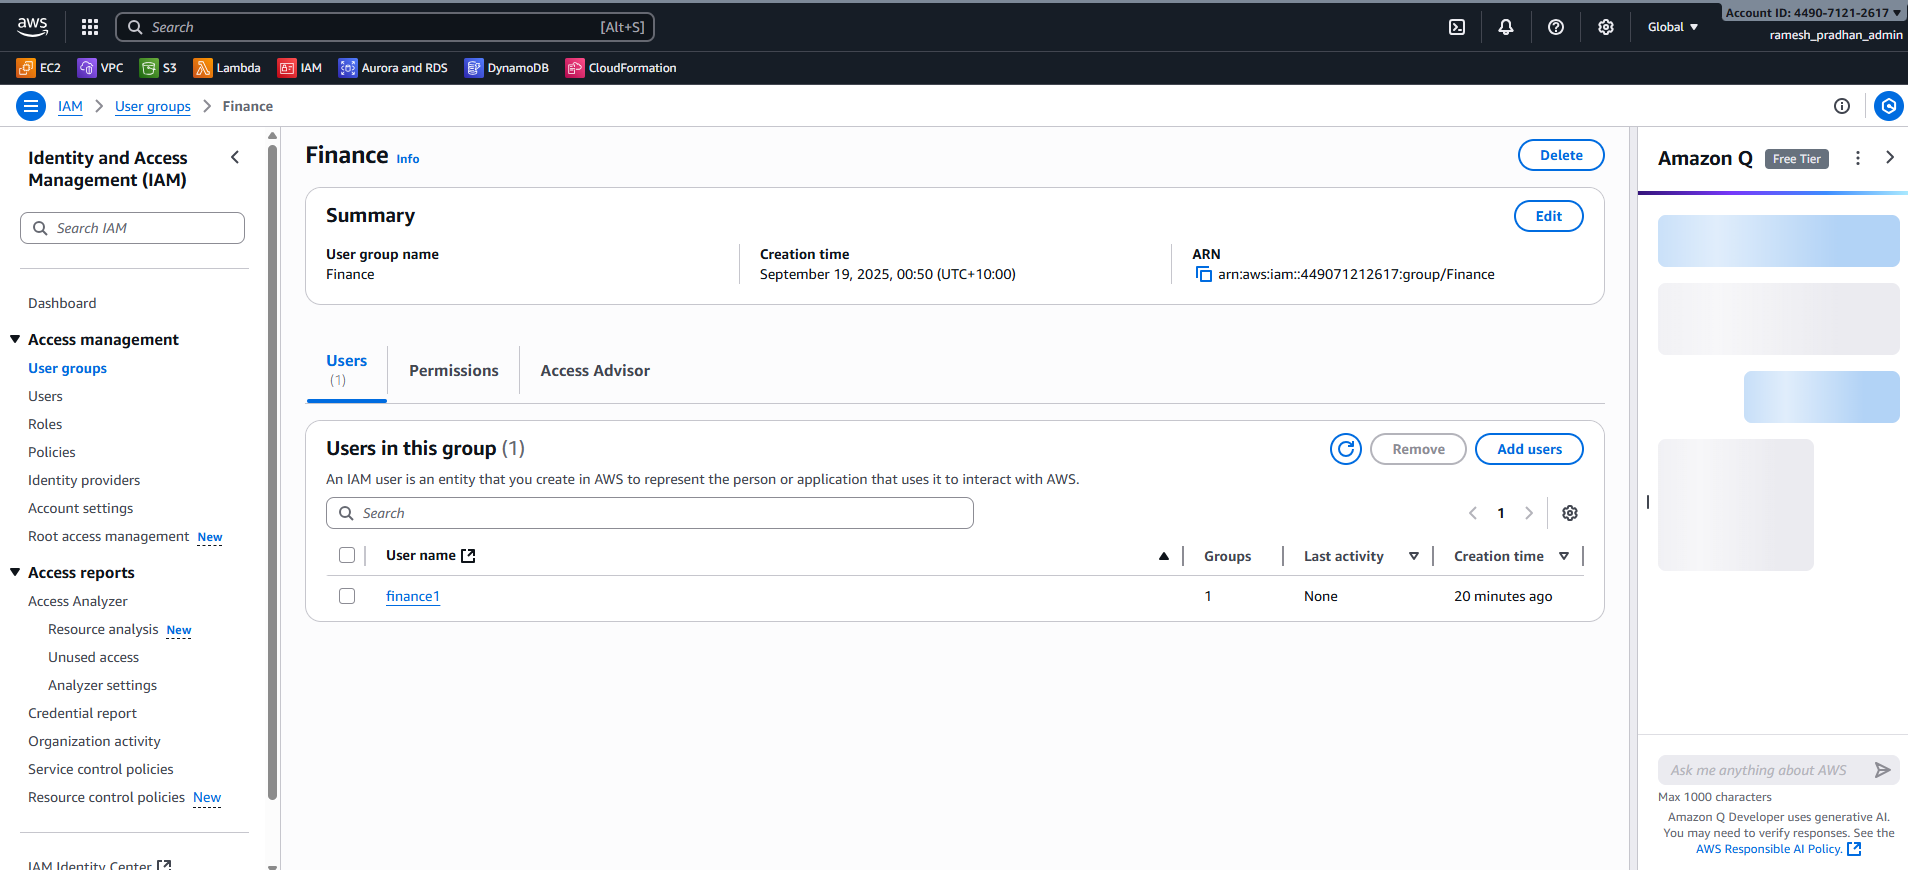 aws
Search [Alt+S]
Global
Account ID: 4490-7121-2617
ramesh_pradhan_admin
EC2 VPC S3 Lambda IAM Aurora and RDS DynamoDB CloudFormation
IAM User groups Finance
Identity and Access
Management (IAM)
Search IAM
Dashboard
Access management
User groups
Users
Roles
Policies
Identity providers
Account settings
Root access management New
Access reports
Access Analyzer
Resource analysis New
Unused access
Analyzer settings
Credential report
Organization activity
Service control policies
Resource control policies New
IAM Identity Center
Finance Info
Delete
Summary
Edit
User group name
Finance
Creation time
September 19, 2025, 00:50 (UTC+10:00)
ARN
arn:aws:iam::449071212617:group/Finance
Users
(1)
Permissions
Access Advisor
Users in this group (1)
Remove
Add users
An IAM user is an entity that you create in AWS to represent the person or application that uses it to interact with AWS.
Search
1
User name Groups Last activity Creation time
finance1 1 None 20 minutes ago
Amazon Q Free Tier
Ask me anything about AWS
Max 1000 characters
Amazon Q Developer uses generative AI.
You may need to verify responses. See the
AWS Responsible AI Policy.